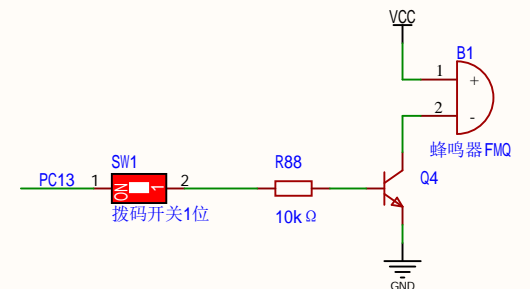 VCC
B1
1
+
2
-
蜂鸣器FMQ
SW1
PC13 1 ON 1 2
拨码开关1位
R88
10kΩ
Q4
GND